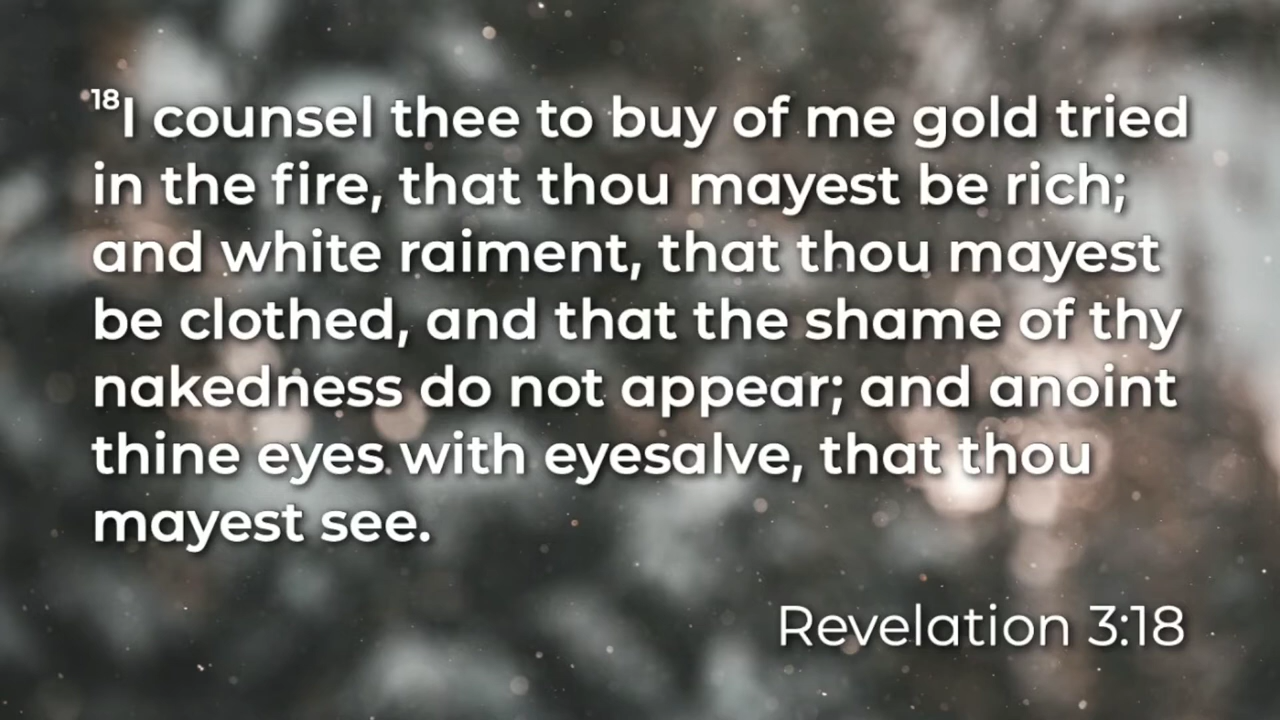 18I counsel thee to buy of me gold tried
in the fire, that thou mayest be rich;
and white raiment, that thou mayest
be clothed, and that the shame of thy
nakedness do not appear; and anoint
thine eyes with eyesalve, that thou
mayest see.
Revelation 3:18